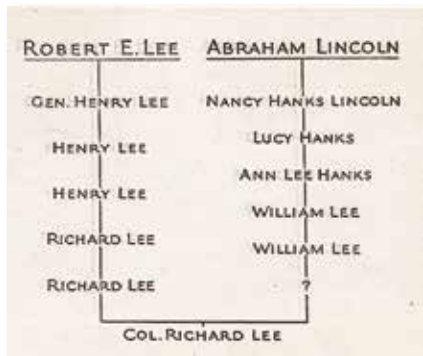 ROBERT E. LEE
ABRAHAM LINCOLN
GEN. HENRY LEE
NANCY HANKS LINCOLN
HENRY LEE
LUCY HANKS
HENRY LEE
ANN LEE HANKS
RICHARD LEE
WILLIAM LEE
RICHARD LEE
WILLIAM LEE
?
COL. RICHARD LEE